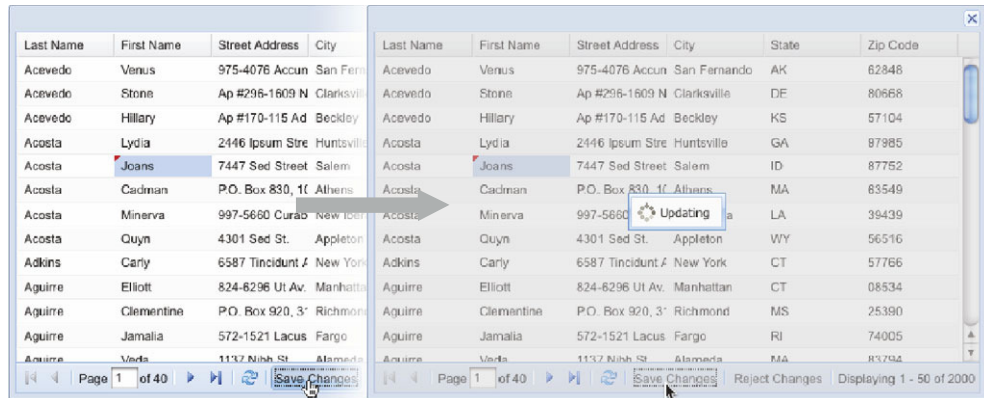 Last Name First Name Street Address City
Acevedo Venus 975-4076 Accun San Fern
Acevedo Stone Ap #296-1609 N Clarksvill
Acevedo Hillary Ap #170-115 Ad Beckley
Acosta Lydia 2446 Ipsum Stre Huntsville
Acosta Joans 7447 Sed Street Salem
Acosta Cadman P.O. Box 830, 1( Athens
Acosta Minerva 997-5660 Curab New Iber
Acosta Quyn 4301 Sed St. Appleton
Adkins Carly 6587 Tincidunt A New York
Aguirre Elliott 824-6296 Ut Av. Manhatta
Aguirre Clementine P.O. Box 920, 31 Richmond
Aguirre Jamalia 572-1521 Lacus Fargo
Aguirre Veda 1137 Nibh St Alameda
Page 1 of 40 Save Changes
Last Name First Name Street Address City State Zip Code
Acevedo Venus 975-4076 Accun San Fernando AK 62848
Acevedo Stone Ap #296-1609 N Clarksville DE 80668
Acevedo Hillary Ap #170-115 Ad Beckley KS 57104
Acosta Lydia 2446 Ipsum Stre Huntsville GA 97985
Acosta Joans 7447 Sed Street Salem ID 87752
Acosta Cadman P.O. Box 830, 1( Athens MA 63549
Acosta Minerva 997-5660 a LA 39439
Updating
Acosta Quyn 4301 Sed St. Appleton WY 56516
Adkins Carly 6587 Tincidunt A New York CT 57766
Aguirre Elliott 824-6296 Ut Av. Manhattan CT 08534
Aguirre Clementine P.O. Box 920, 31 Richmond MS 25390
Aguirre Jamalia 572-1521 Lacus Fargo RI 74005
Aguirre Veda 1137 Nibh St Alameda MA 83794
Page 1 of 40 Save Changes Reject Changes Displaying 1 - 50 of 2000